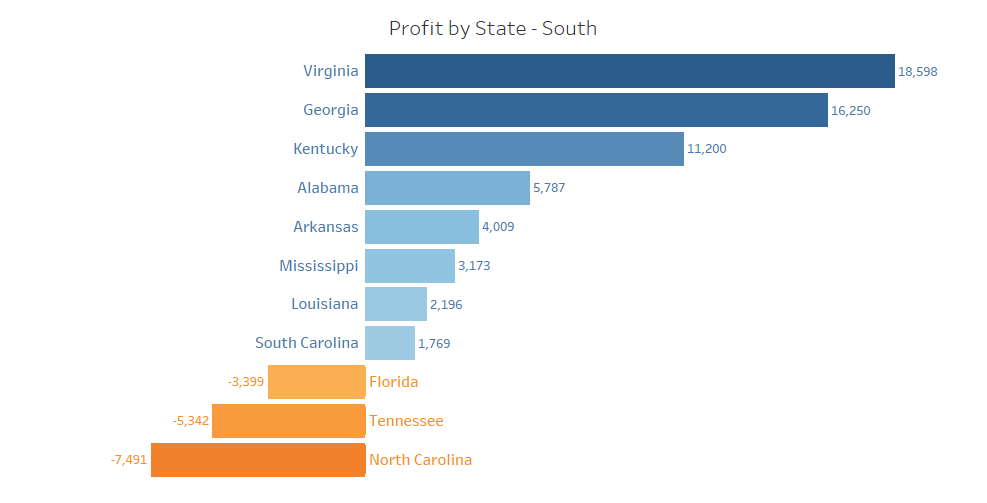 Profit by State - South
Virginia 18,598
Georgia 16,250
Kentucky 11,200
Alabama 5,787
Arkansas 4,009
Mississippi 3,173
Louisiana 2,196
South Carolina 1,769
-3,399 Florida
-5,342 Tennessee
-7,491 North Carolina